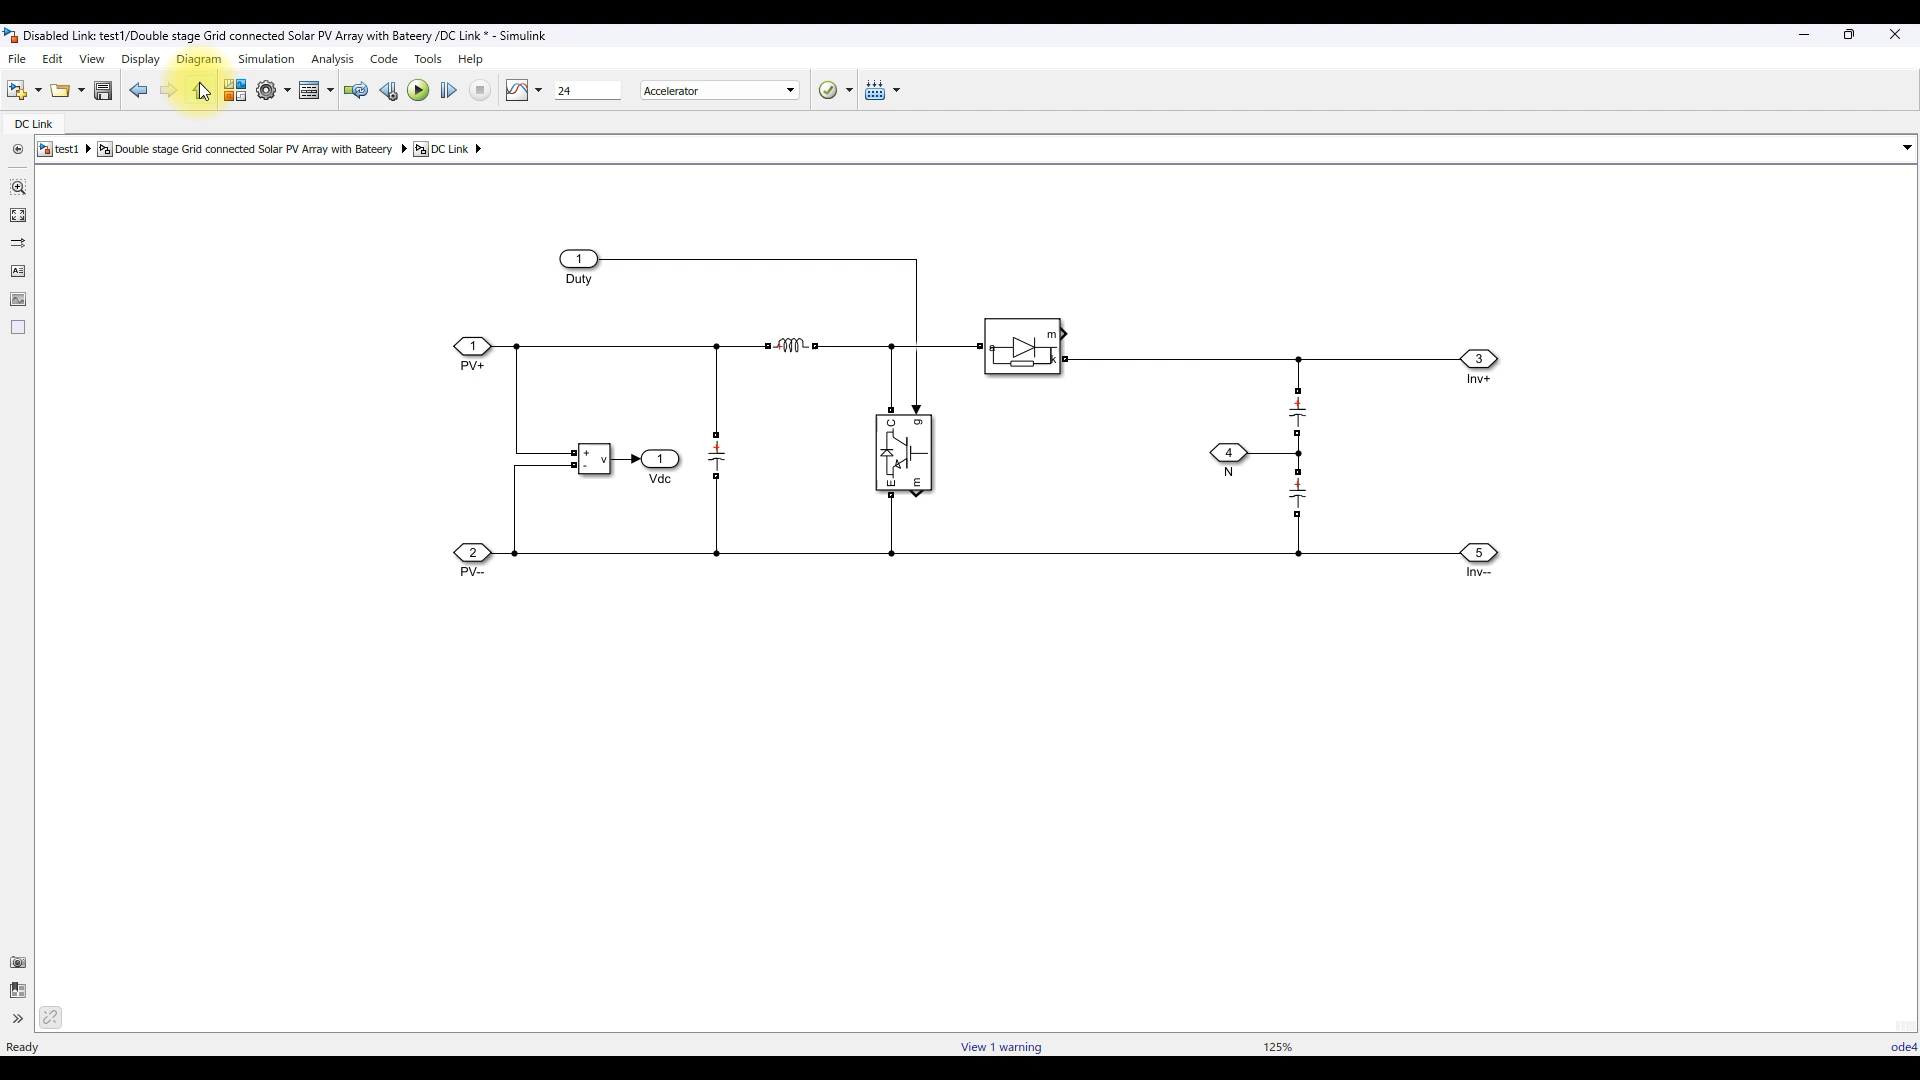 Disabled Link: test1/Double stage Grid connected Solar PV Array with Bateery /DC Link * - Simulink
File Edit View Display Diagram Simulation Analysis Code Tools Help
24 Accelerator
DC Link
test1 Double stage Grid connected Solar PV Array with Bateery DC Link
1
Duty
1
PV+
m
a
k
3
Inv+
C g
+
-
v
1
Vdc
E m
4
N
2
PV--
5
Inv--
Ready View 1 warning 125% ode4